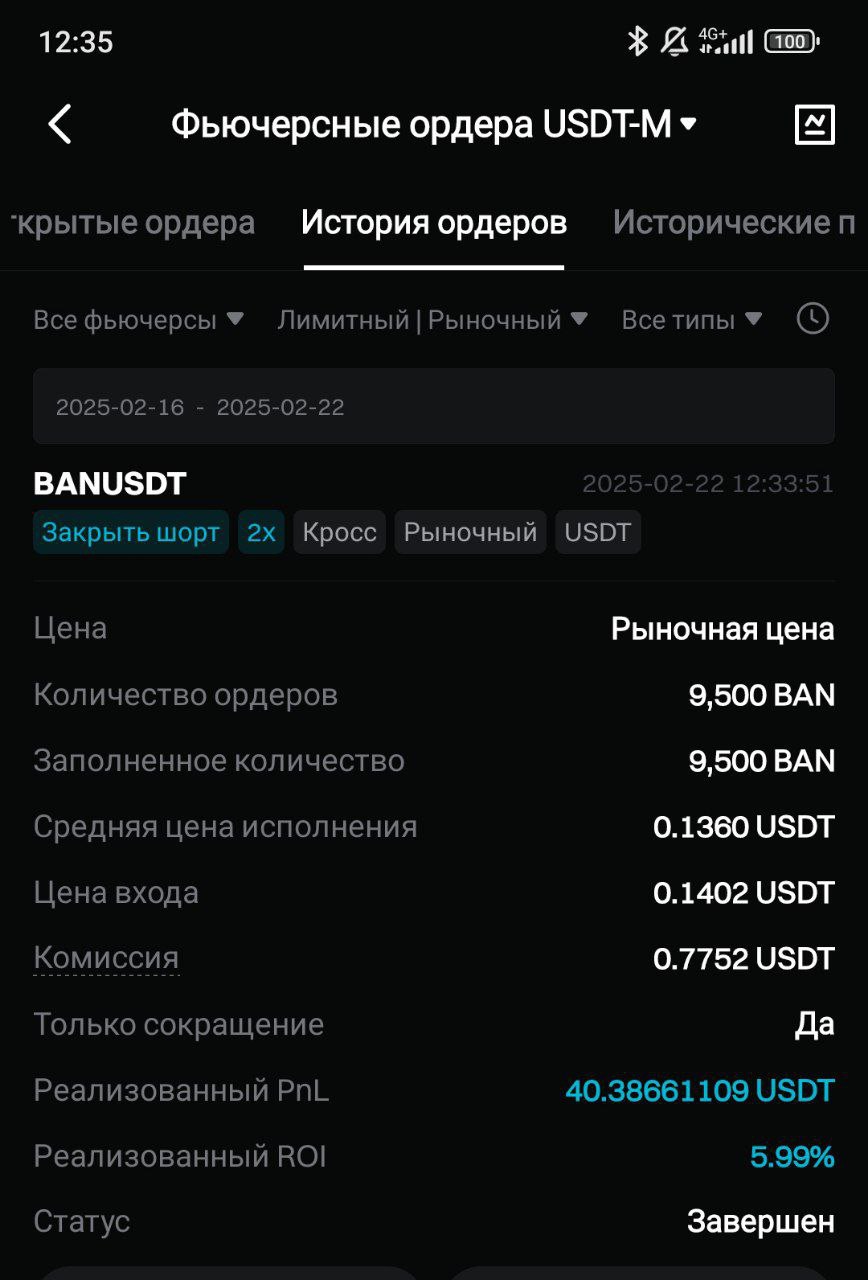 12:35 4G+ 100
Фьючерсные ордера USDT-M
ткрытые ордера История ордеров Исторические п
Все фьючерсы Лимитный | Рыночный Все типы
2025-02-16 - 2025-02-22
BANUSDT 2025-02-22 12:33:51
Закрыть шорт 2x Кросс Рыночный USDT
Цена Рыночная цена
Количество ордеров 9,500 BAN
Заполненное количество 9,500 BAN
Средняя цена исполнения 0.1360 USDT
Цена входа 0.1402 USDT
Комиссия 0.7752 USDT
Только сокращение Да
Реализованный PnL 40.38661109 USDT
Реализованный ROI 5.99%
Статус Завершен